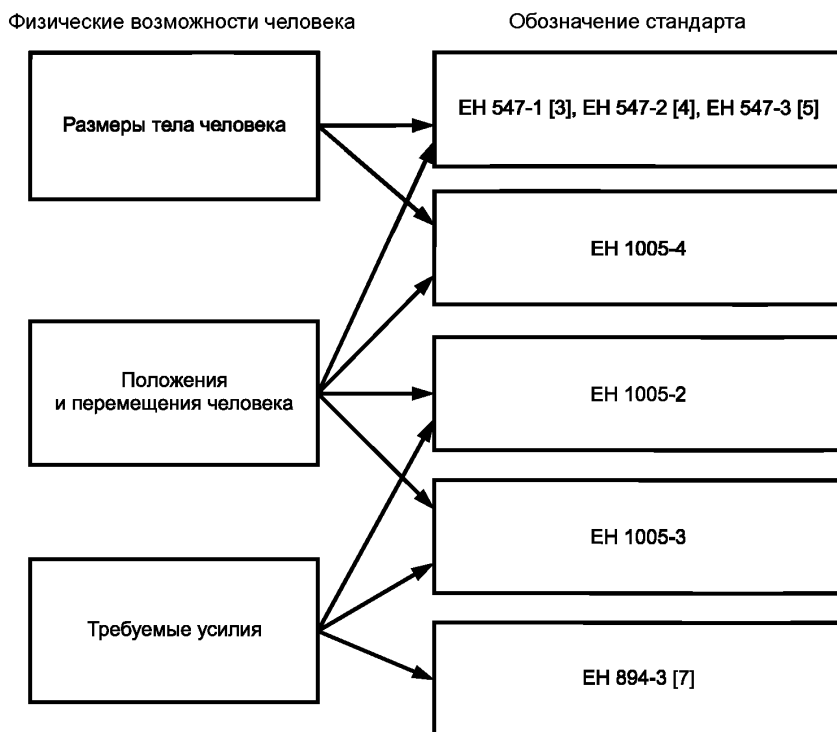 Физические возможности человека
Обозначение стандарта
Размеры тела человека
ЕН 547-1 [3], ЕН 547-2 [4], ЕН 547-3 [5]
ЕН 1005-4
Положения
и перемещения человека
ЕН 1005-2
ЕН 1005-3
Требуемые усилия
ЕН 894-3 [7]